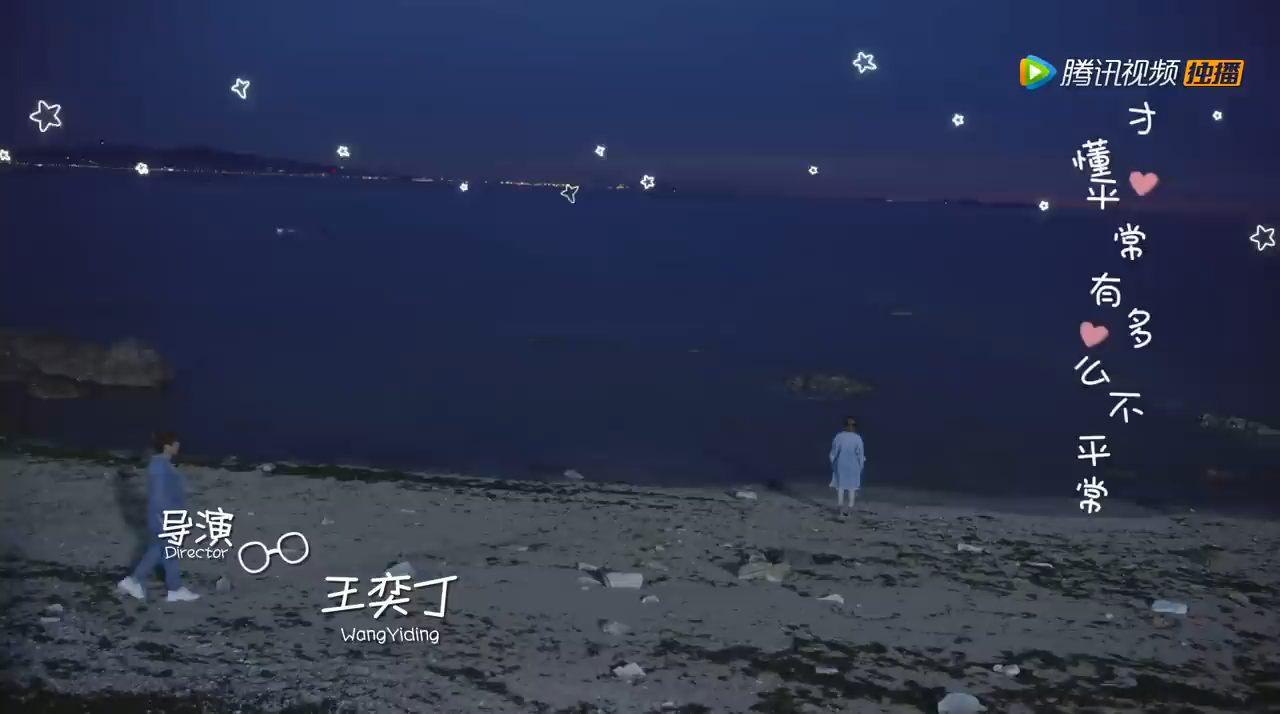 腾讯视频 独播
才懂平常有多么不平常
导演
Director
王奕丁
WangYiding